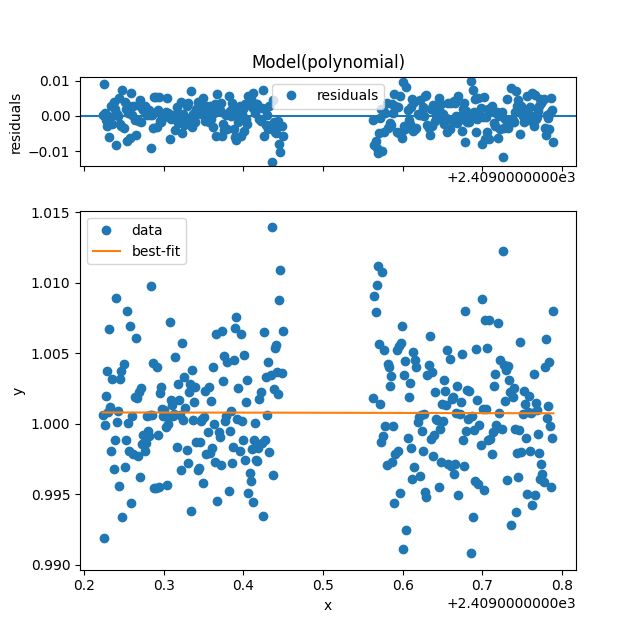 Model(polynomial)
0.01
0.00
−0.01
residuals
residuals
+2.4090000000e3
1.015
1.010
1.005
1.000
0.995
0.990
y
data
best-fit
0.2 0.3 0.4 0.5 0.6 0.7 0.8
x
+2.4090000000e3